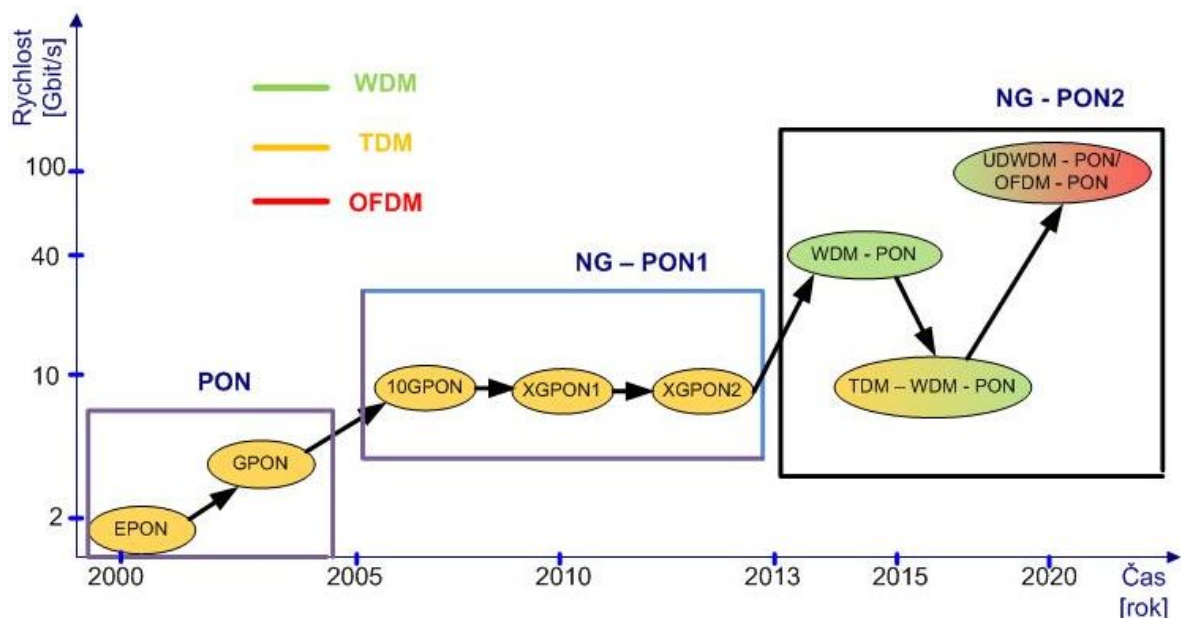 Rychlost
[Gbit/s]
WDM
TDM
OFDM
NG - PON2
100
UDWDM - PON/
OFDM - PON
40
NG – PON1
WDM - PON
10
PON
10GPON
XGPON1
XGPON2
TDM – WDM - PON
GPON
2
EPON
2000
2005
2010
2013
2015
2020
Čas
[rok]